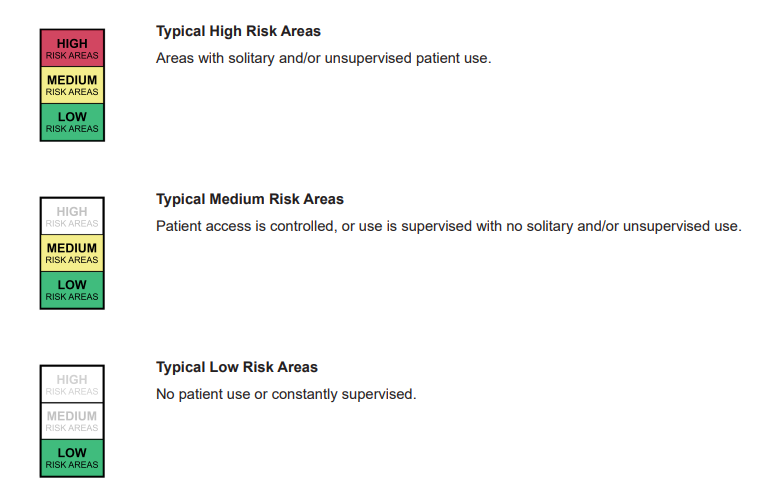 HIGH
RISK AREAS
MEDIUM
RISK AREAS
LOW
RISK AREAS
Typical High Risk Areas
Areas with solitary and/or unsupervised patient use.
HIGH
RISK AREAS
MEDIUM
RISK AREAS
LOW
RISK AREAS
Typical Medium Risk Areas
Patient access is controlled, or use is supervised with no solitary and/or unsupervised use.
HIGH
RISK AREAS
MEDIUM
RISK AREAS
LOW
RISK AREAS
Typical Low Risk Areas
No patient use or constantly supervised.